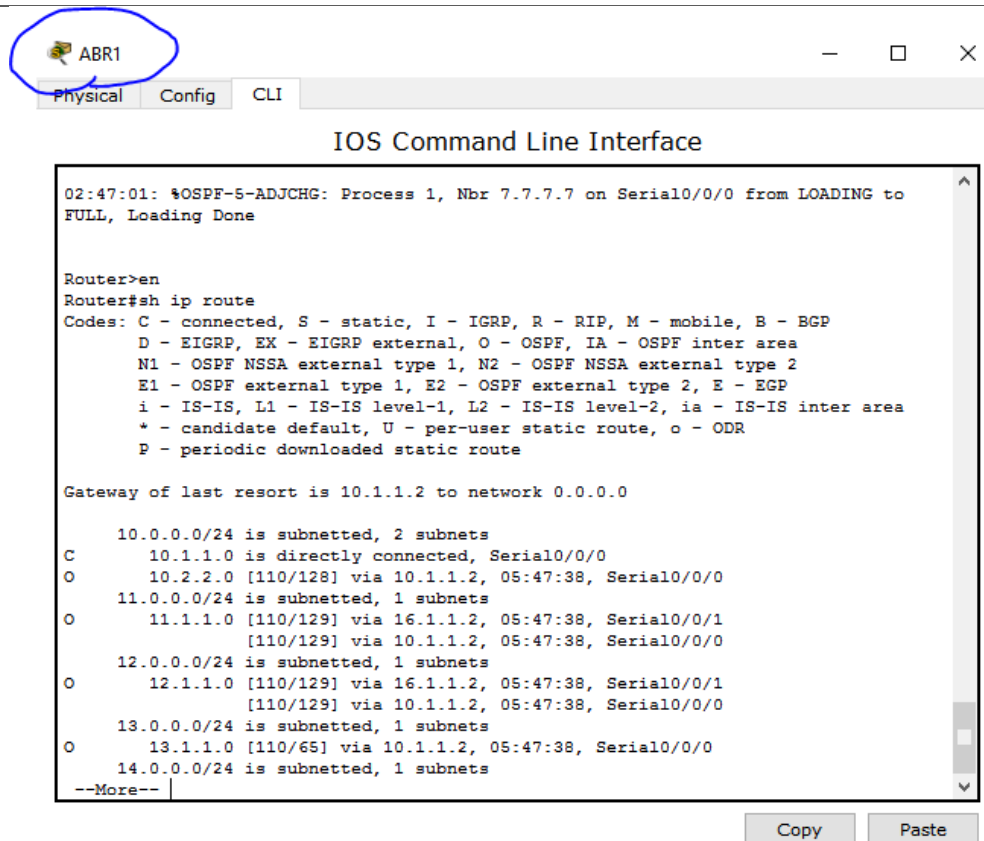 ABR1
Physical Config CLI
IOS Command Line Interface
02:47:01: %OSPF-5-ADJCHG: Process 1, Nbr 7.7.7.7 on Serial0/0/0 from LOADING to
FULL, Loading Done
Router>en
Router#sh ip route
Codes: C - connected, S - static, I - IGRP, R - RIP, M - mobile, B - BGP
D - EIGRP, EX - EIGRP external, O - OSPF, IA - OSPF inter area
N1 - OSPF NSSA external type 1, N2 - OSPF NSSA external type 2
E1 - OSPF external type 1, E2 - OSPF external type 2, E - EGP
i - IS-IS, L1 - IS-IS level-1, L2 - IS-IS level-2, ia - IS-IS inter area
* - candidate default, U - per-user static route, o - ODR
P - periodic downloaded static route
Gateway of last resort is 10.1.1.2 to network 0.0.0.0
10.0.0.0/24 is subnetted, 2 subnets
C 10.1.1.0 is directly connected, Serial0/0/0
O 10.2.2.0 [110/128] via 10.1.1.2, 05:47:38, Serial0/0/0
11.0.0.0/24 is subnetted, 1 subnets
O 11.1.1.0 [110/129] via 16.1.1.2, 05:47:38, Serial0/0/1
[110/129] via 10.1.1.2, 05:47:38, Serial0/0/0
12.0.0.0/24 is subnetted, 1 subnets
O 12.1.1.0 [110/129] via 16.1.1.2, 05:47:38, Serial0/0/1
[110/129] via 10.1.1.2, 05:47:38, Serial0/0/0
13.0.0.0/24 is subnetted, 1 subnets
O 13.1.1.0 [110/65] via 10.1.1.2, 05:47:38, Serial0/0/0
14.0.0.0/24 is subnetted, 1 subnets
--More--
Copy Paste